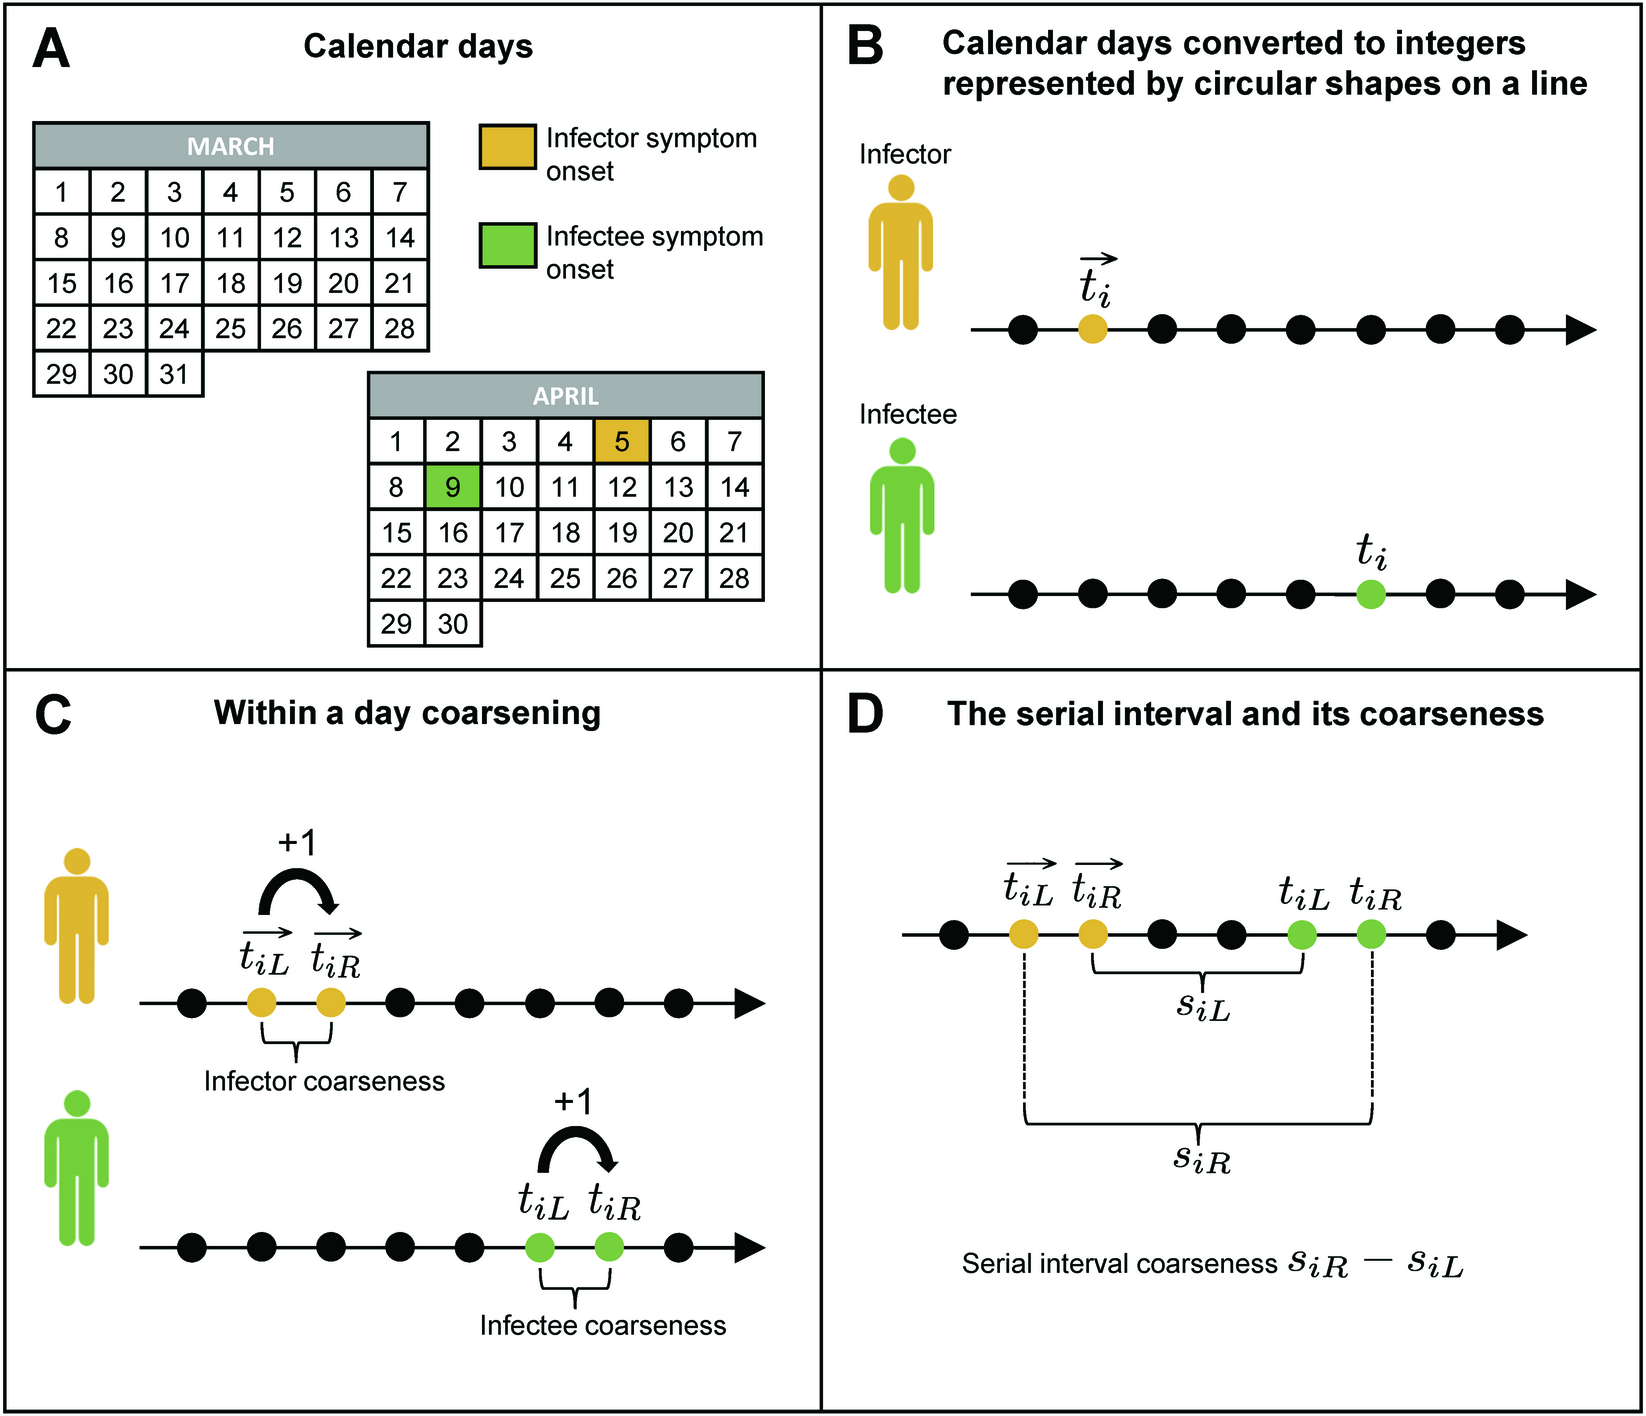 A
Calendar days
MARCH
1 2 3 4 5 6 7
8 9 10 11 12 13 14
15 16 17 18 19 20 21
22 23 24 25 26 27 28
29 30 31
Infector symptom
onset
Infectee symptom
onset
APRIL
1 2 3 4 5 6 7
8 9 10 11 12 13 14
15 16 17 18 19 20 21
22 23 24 25 26 27 28
29 30
B
Calendar days converted to integers
represented by circular shapes on a line
Infector
$\overrightarrow{t_i}$
Infectee
$t_i$
C
Within a day coarsening
+1
$\overrightarrow{t_{iL}}$ $\overrightarrow{t_{iR}}$
Infector coarseness
+1
$t_{iL}$ $t_{iR}$
Infectee coarseness
D
The serial interval and its coarseness
$\overrightarrow{t_{iL}}$ $\overrightarrow{t_{iR}}$ $t_{iL}$ $t_{iR}$
$s_{iL}$
$s_{iR}$
Serial interval coarseness $s_{iR} - s_{iL}$